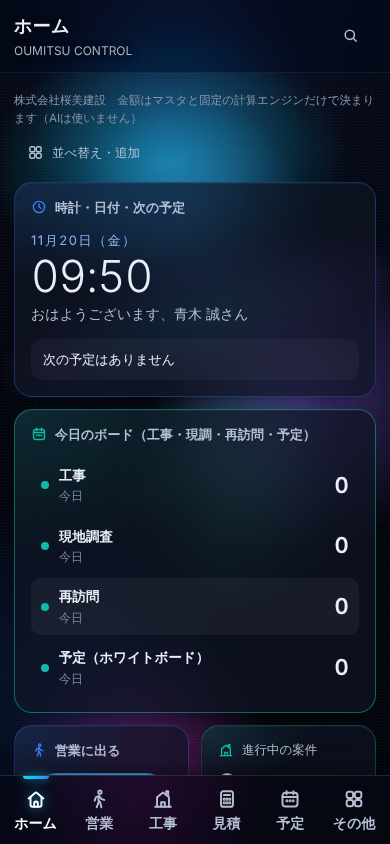 ホーム
OUMITSU CONTROL
株式会社桜美建設　金額はマスタと固定の計算エンジンだけで決まり
ます（AIは使いません）
並べ替え・追加
時計・日付・次の予定
11月20日（金）
09:50
おはようございます、青木 誠さん
次の予定はありません
今日のボード（工事・現調・再訪問・予定）
工事
今日
0
現地調査
今日
0
再訪問
今日
0
予定（ホワイトボード）
今日
0
営業に出る
進行中の案件
ホーム
営業
工事
見積
予定
その他